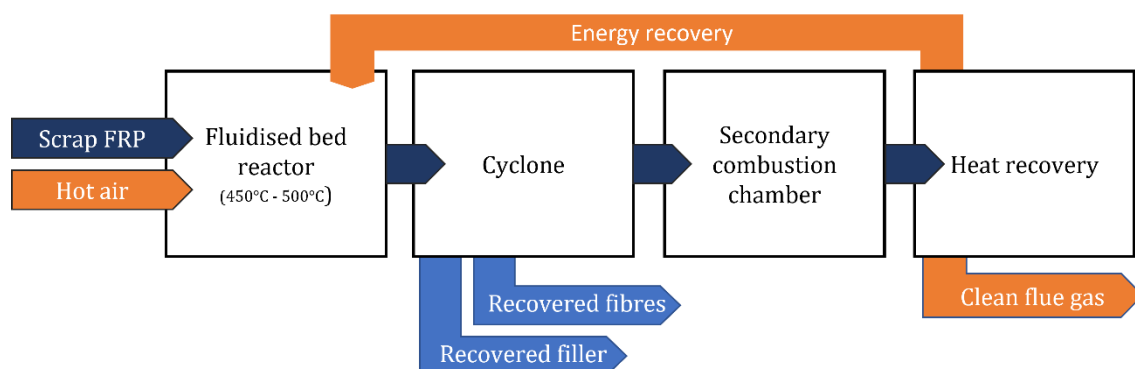 Energy recovery
Scrap FRP
Hot air
Fluidised bed
reactor
(450°C - 500°C)
Cyclone
Secondary
combustion
chamber
Heat recovery
Recovered fibres
Recovered filler
Clean flue gas